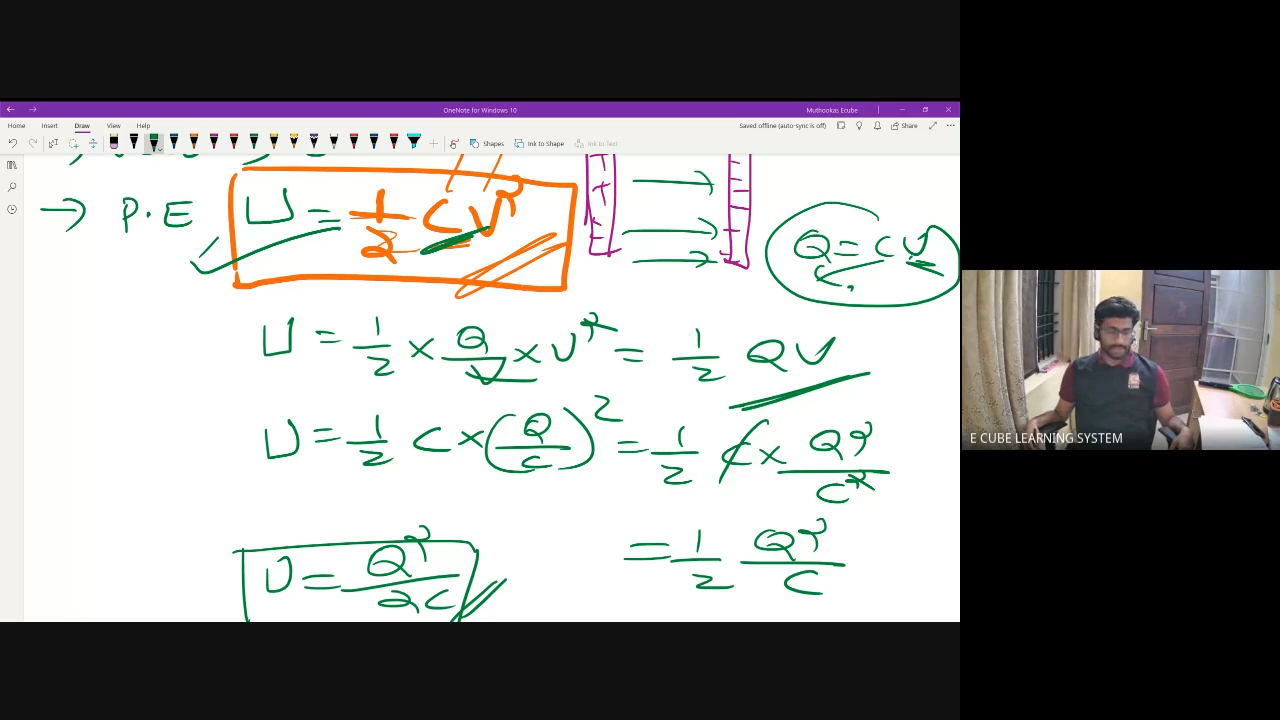 OneNote for Windows 10
Muthookas Ecube
Home Insert Draw View Help
Saved offline (auto-sync is off)
Share
Shapes Ink to Shape Ink to Text
→ P.E U = 1/2 CV²
Q = CV
U = 1/2 × Q/V × V² = 1/2 QV
U = 1/2 C × (Q/C)² = 1/2 C × Q²/C²
= 1/2 Q²/C
U = Q²/2C
E CUBE LEARNING SYSTEM